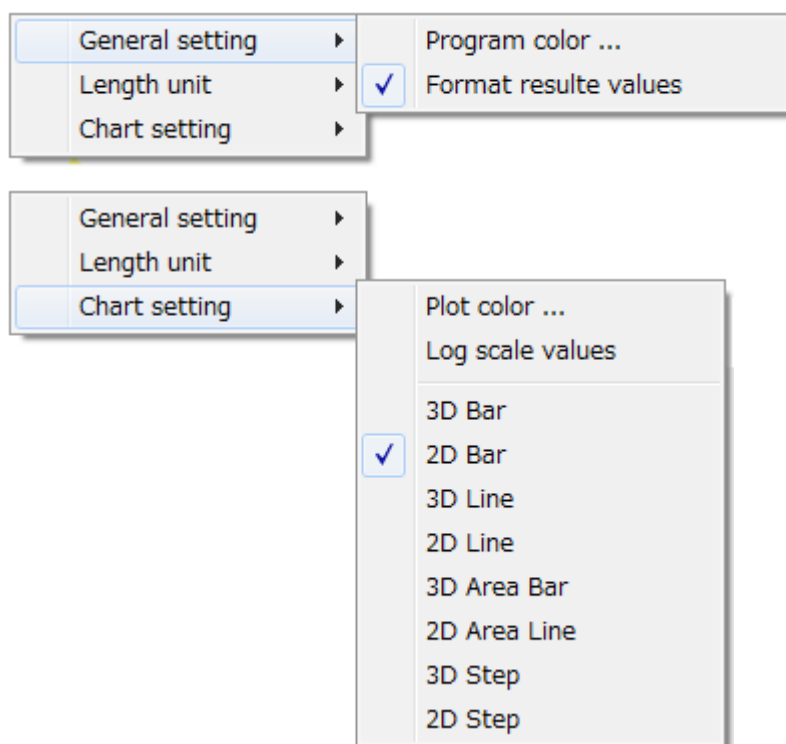 General setting
Length unit
Chart setting
Program color ...
Format resulte values
General setting
Length unit
Chart setting
Plot color ...
Log scale values
3D Bar
2D Bar
3D Line
2D Line
3D Area Bar
2D Area Line
3D Step
2D Step